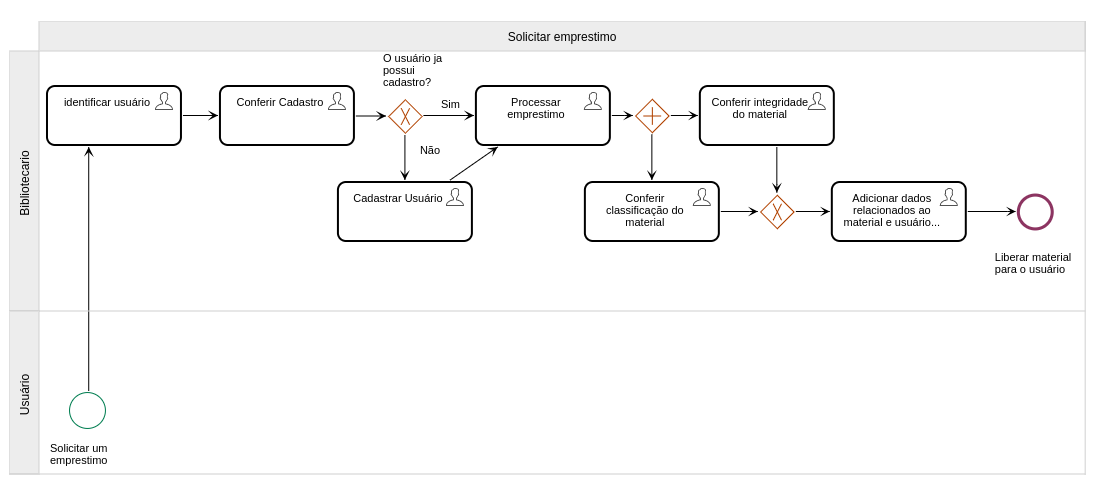 Solicitar emprestimo
Bibliotecario
O usuário ja
possui
cadastro?
identificar usuário
Conferir Cadastro
Sim
Processar
emprestimo
Conferir integridade
do material
Não
Cadastrar Usuário
Conferir
classificação do
material
Adicionar dados
relacionados ao
material e usuário...
Liberar material
para o usuário
Usuário
Solicitar um
emprestimo